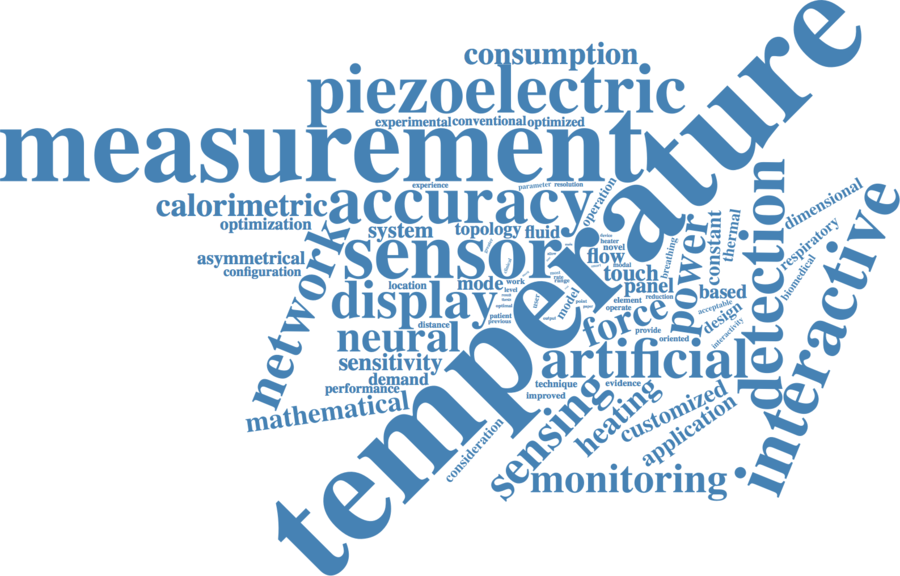 consumption
piezoelectric
experimental
conventional
optimized
measurement
temperature
experience
parameter
resolution
operation
calorimetric
accuracy
optimization
system
topology
fluid
sensor
asymmetrical
configuration
network
display
location
mode
work
level
flow
heater
novel
modal
touch
panel
breathing
power
constant
thermal
detection
dimensional
respiratory
biomedical
interactive
based
model
element
reduction
operate
force
provide
oriented
acceptable
design
interactivity
neural
distance
patient
previous
optional
user
output
range
sensitivity
demand
performance
mathematical
artificial
technique
evidence
improved
sensing
heating
customized
application
consideration
monitoring